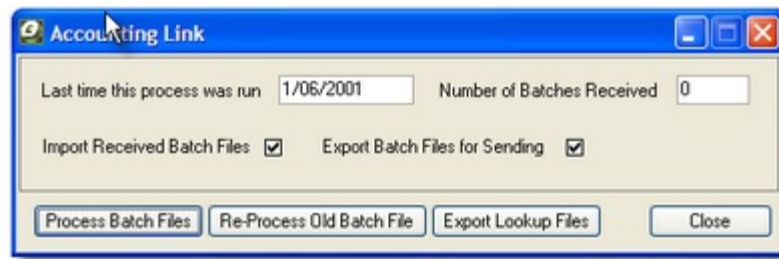 Accounting Link
Last time this process was run 1/06/2001 Number of Batches Received 0
Import Received Batch Files Export Batch Files for Sending
Process Batch Files Re-Process Old Batch File Export Lookup Files Close